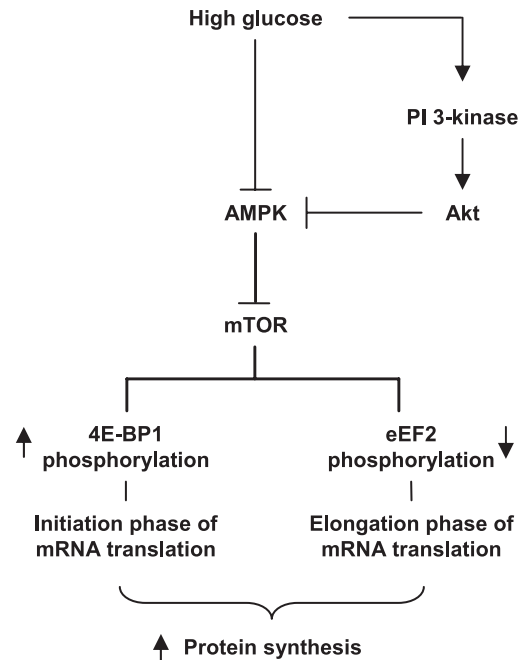 High glucose
PI 3-kinase
AMPK
Akt
mTOR
4E-BP1
phosphorylation
eEF2
phosphorylation
Initiation phase of
mRNA translation
Elongation phase of
mRNA translation
Protein synthesis